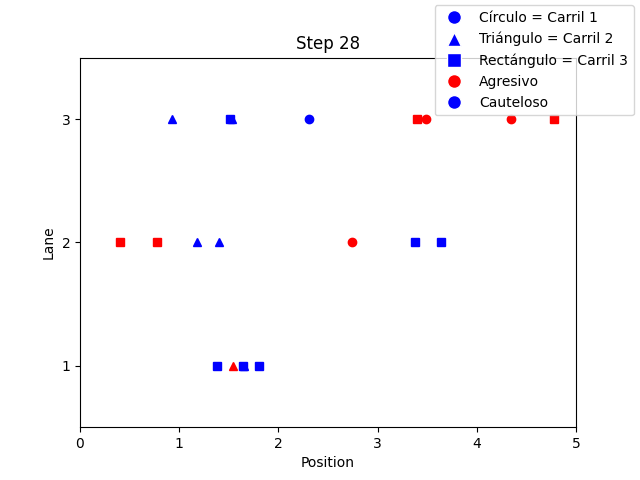 Step 28
Círculo = Carril 1
Triángulo = Carril 2
Rectángulo = Carril 3
Agresivo
Cauteloso
Lane
3
2
1
0 1 2 3 4 5
Position